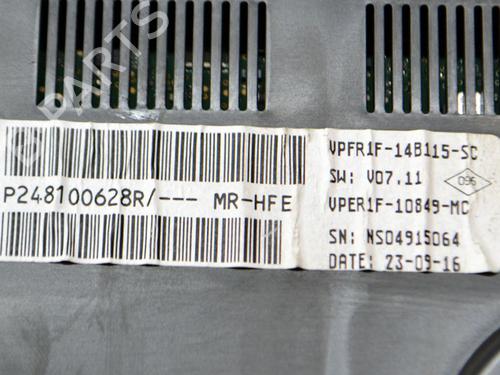 B PARTS
P248100628R/--- MR-HFE
VPFR1F-14B115-SC
SW: V07.11
096
VPER1F-10849-MC
SN: NS04915064
DATE: 23-09-16